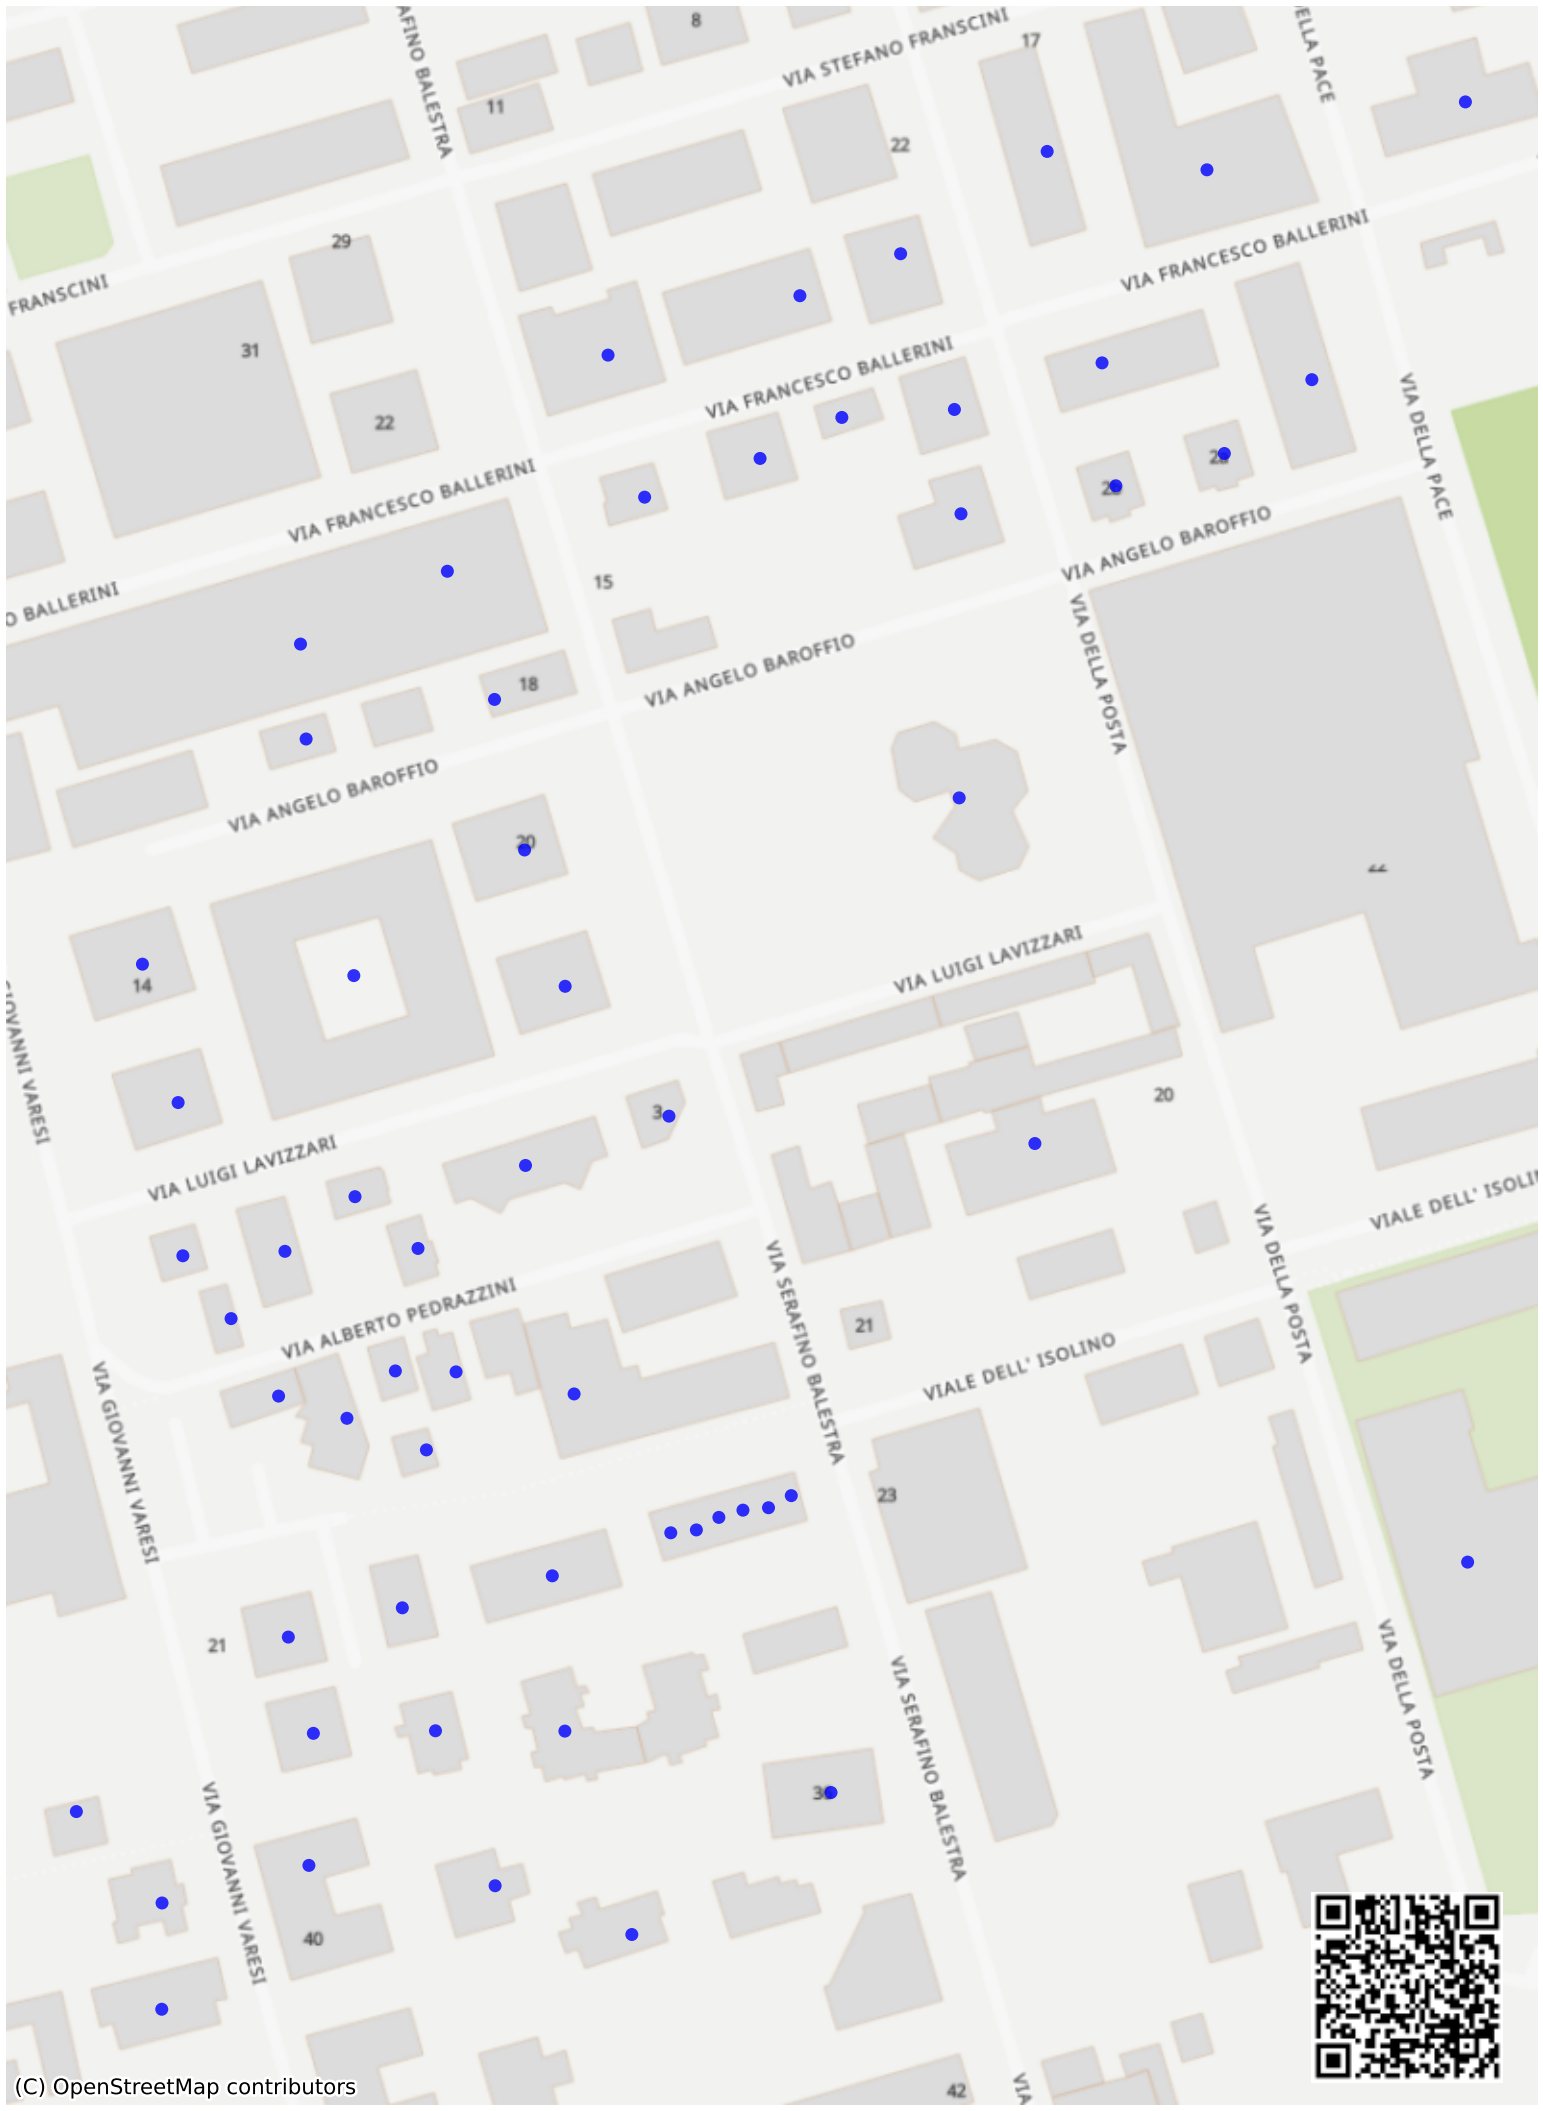 8
AFINO BALESTRA
VIA STEFANO FRANSCINI
17
ELLA PACE
11
22
29
VIA FRANCESCO BALLERINI
FRANSCINI
31
VIA FRANCESCO BALLERINI
22
VIA DELLA PACE
VIA FRANCESCO BALLERINI
VIA ANGELO BAROFFIO
15
O BALLERINI
VIA DELLA POSTA
VIA ANGELO BAROFFIO
18
VIA ANGELO BAROFFIO
20
14
VIA LUIGI LAVIZZARI
GIOVANNI VARESI
20
3
VIA LUIGI LAVIZZARI
VIALE DELL' ISOLIN
VIA DELLA POSTA
VIA SERAFINO BALESTRA
VIA ALBERTO PEDRAZZINI
21
VIALE DELL' ISOLINO
VIA GIOVANNI VARESI
23
21
VIA DELLA POSTA
VIA SERAFINO BALESTRA
VIA GIOVANNI VARESI
40
42
VIA
(C) OpenStreetMap contributors